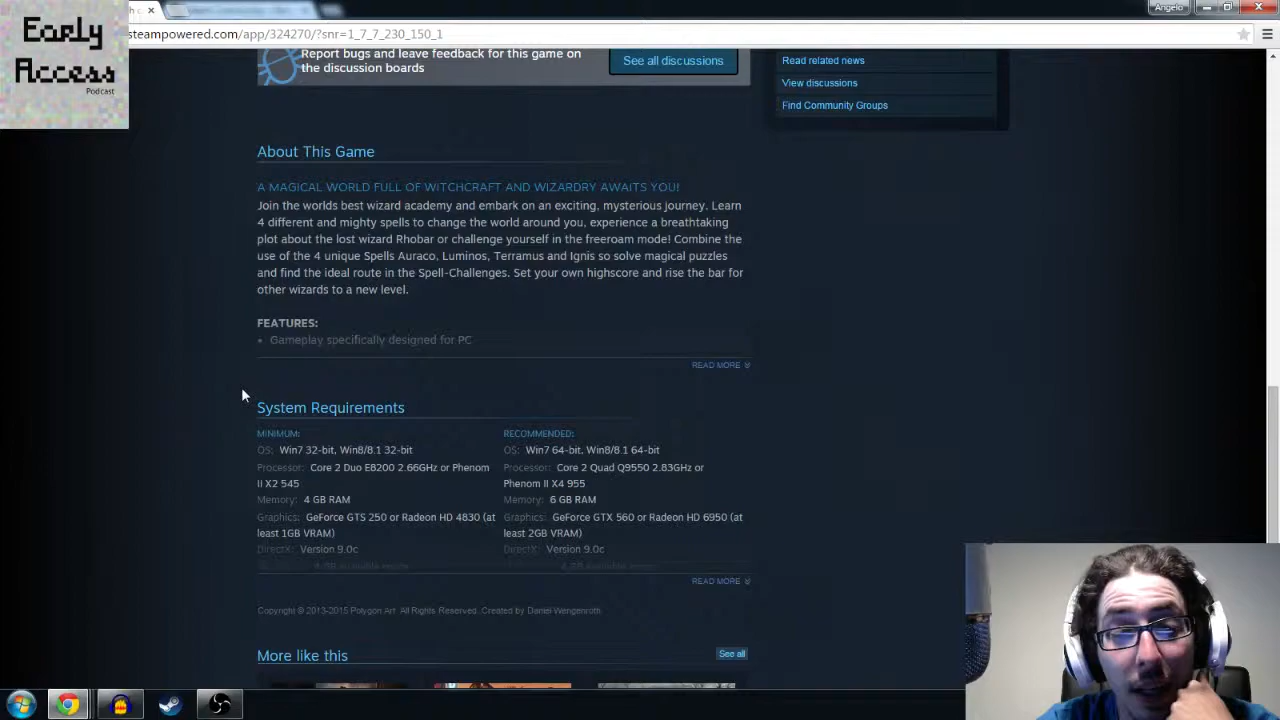 Early
Access
Podcast
Angelo
steampowered.com/app/324270/?snr=1_7_7_230_150_1
Report bugs and leave feedback for this game on
the discussion boards
See all discussions
Read related news
View discussions
Find Community Groups
About This Game
A MAGICAL WORLD FULL OF WITCHCRAFT AND WIZARDRY AWAITS YOU!
Join the worlds best wizard academy and embark on an exciting, mysterious journey. Learn
4 different and mighty spells to change the world around you, experience a breathtaking
plot about the lost wizard Rhobar or challenge yourself in the freeroam mode! Combine the
use of the 4 unique Spells Auraco, Luminos, Terramus and Ignis so solve magical puzzles
and find the ideal route in the Spell-Challenges. Set your own highscore and rise the bar for
other wizards to a new level.
FEATURES:
Gameplay specifically designed for PC
READ MORE
System Requirements
MINIMUM:
OS: Win7 32-bit, Win8/8.1 32-bit
Processor: Core 2 Duo E8200 2.66GHz or Phenom
Ii X2 545
Memory: 4 GB RAM
Graphics: GeForce GTS 250 or Radeon HD 4830 (at
least 1GB VRAM)
DirectX: Version 9.0c
RECOMMENDED:
OS: Win7 64-bit, Win8/8.1 64-bit
Processor: Core 2 Quad Q9550 2.83GHz or
Phenom II X4 955
Memory: 6 GB RAM
Graphics: GeForce GTX 560 or Radeon HD 6950 (at
least 2GB VRAM)
DirectX: Version 9.0c
READ MORE
Copyright © 2013-2015 Polygon Art. All Rights Reserved. Created by Daniel Wengenroth
More like this
See all